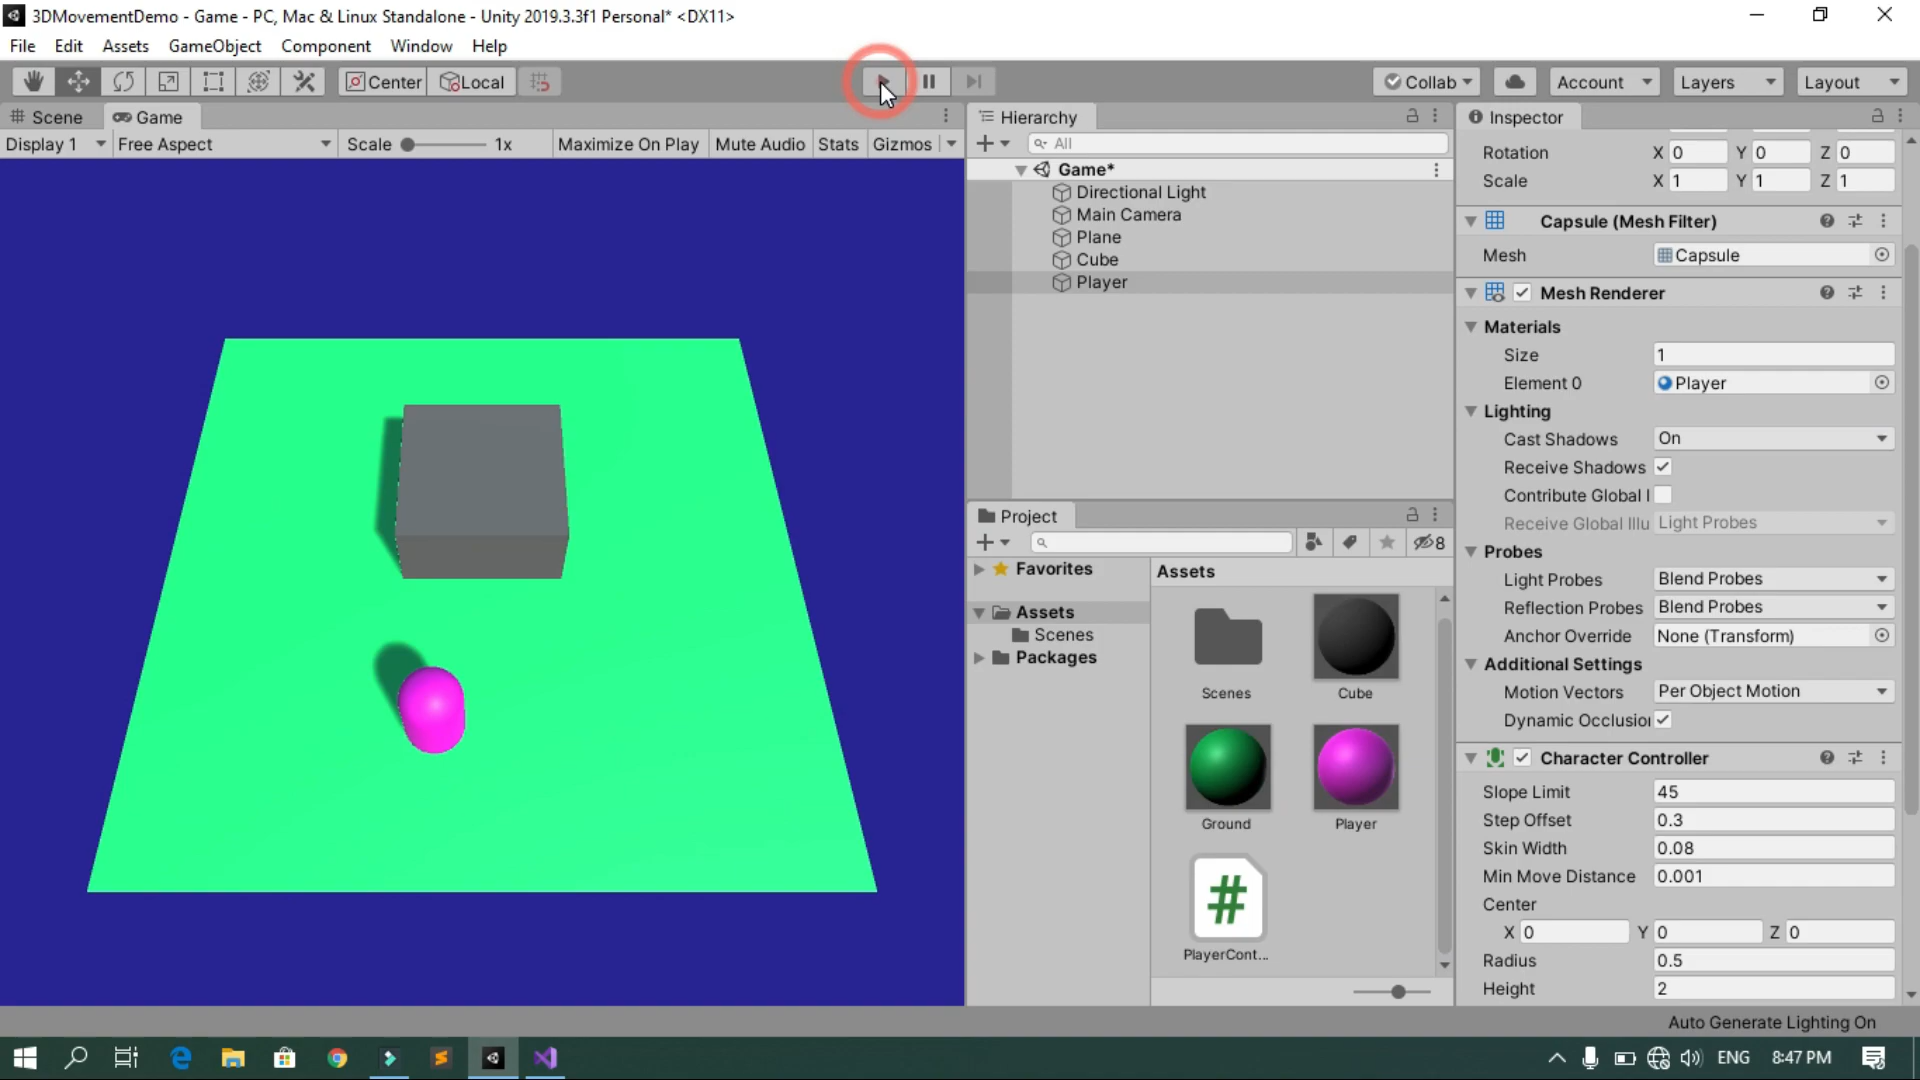 3DMovementDemo - Game - PC, Mac & Linux Standalone - Unity 2019.3.3f1 Personal* <DX11>
File Edit Assets GameObject Component Window Help
Center Local Collab Account Layers Layout
Scene Game
Display 1 Free Aspect Scale 1x Maximize On Play Mute Audio Stats Gizmos
Hierarchy
All
Game*
Directional Light
Main Camera
Plane
Cube
Player
Project
8
Favorites
Assets
Scenes
Packages
Assets
Scenes
Cube
Ground
Player
#
PlayerCont...
Inspector
Rotation X 0 Y 0 Z 0
Scale X 1 Y 1 Z 1
Capsule (Mesh Filter)
Mesh Capsule
Mesh Renderer
Materials
Size 1
Element 0 Player
Lighting
Cast Shadows On
Receive Shadows
Contribute Global I
Receive Global Illu Light Probes
Probes
Light Probes Blend Probes
Reflection Probes Blend Probes
Anchor Override None (Transform)
Additional Settings
Motion Vectors Per Object Motion
Dynamic Occlusion
Character Controller
Slope Limit 45
Step Offset 0.3
Skin Width 0.08
Min Move Distance 0.001
Center
X 0 Y 0 Z 0
Radius 0.5
Height 2
Auto Generate Lighting On
ENG 8:47 PM